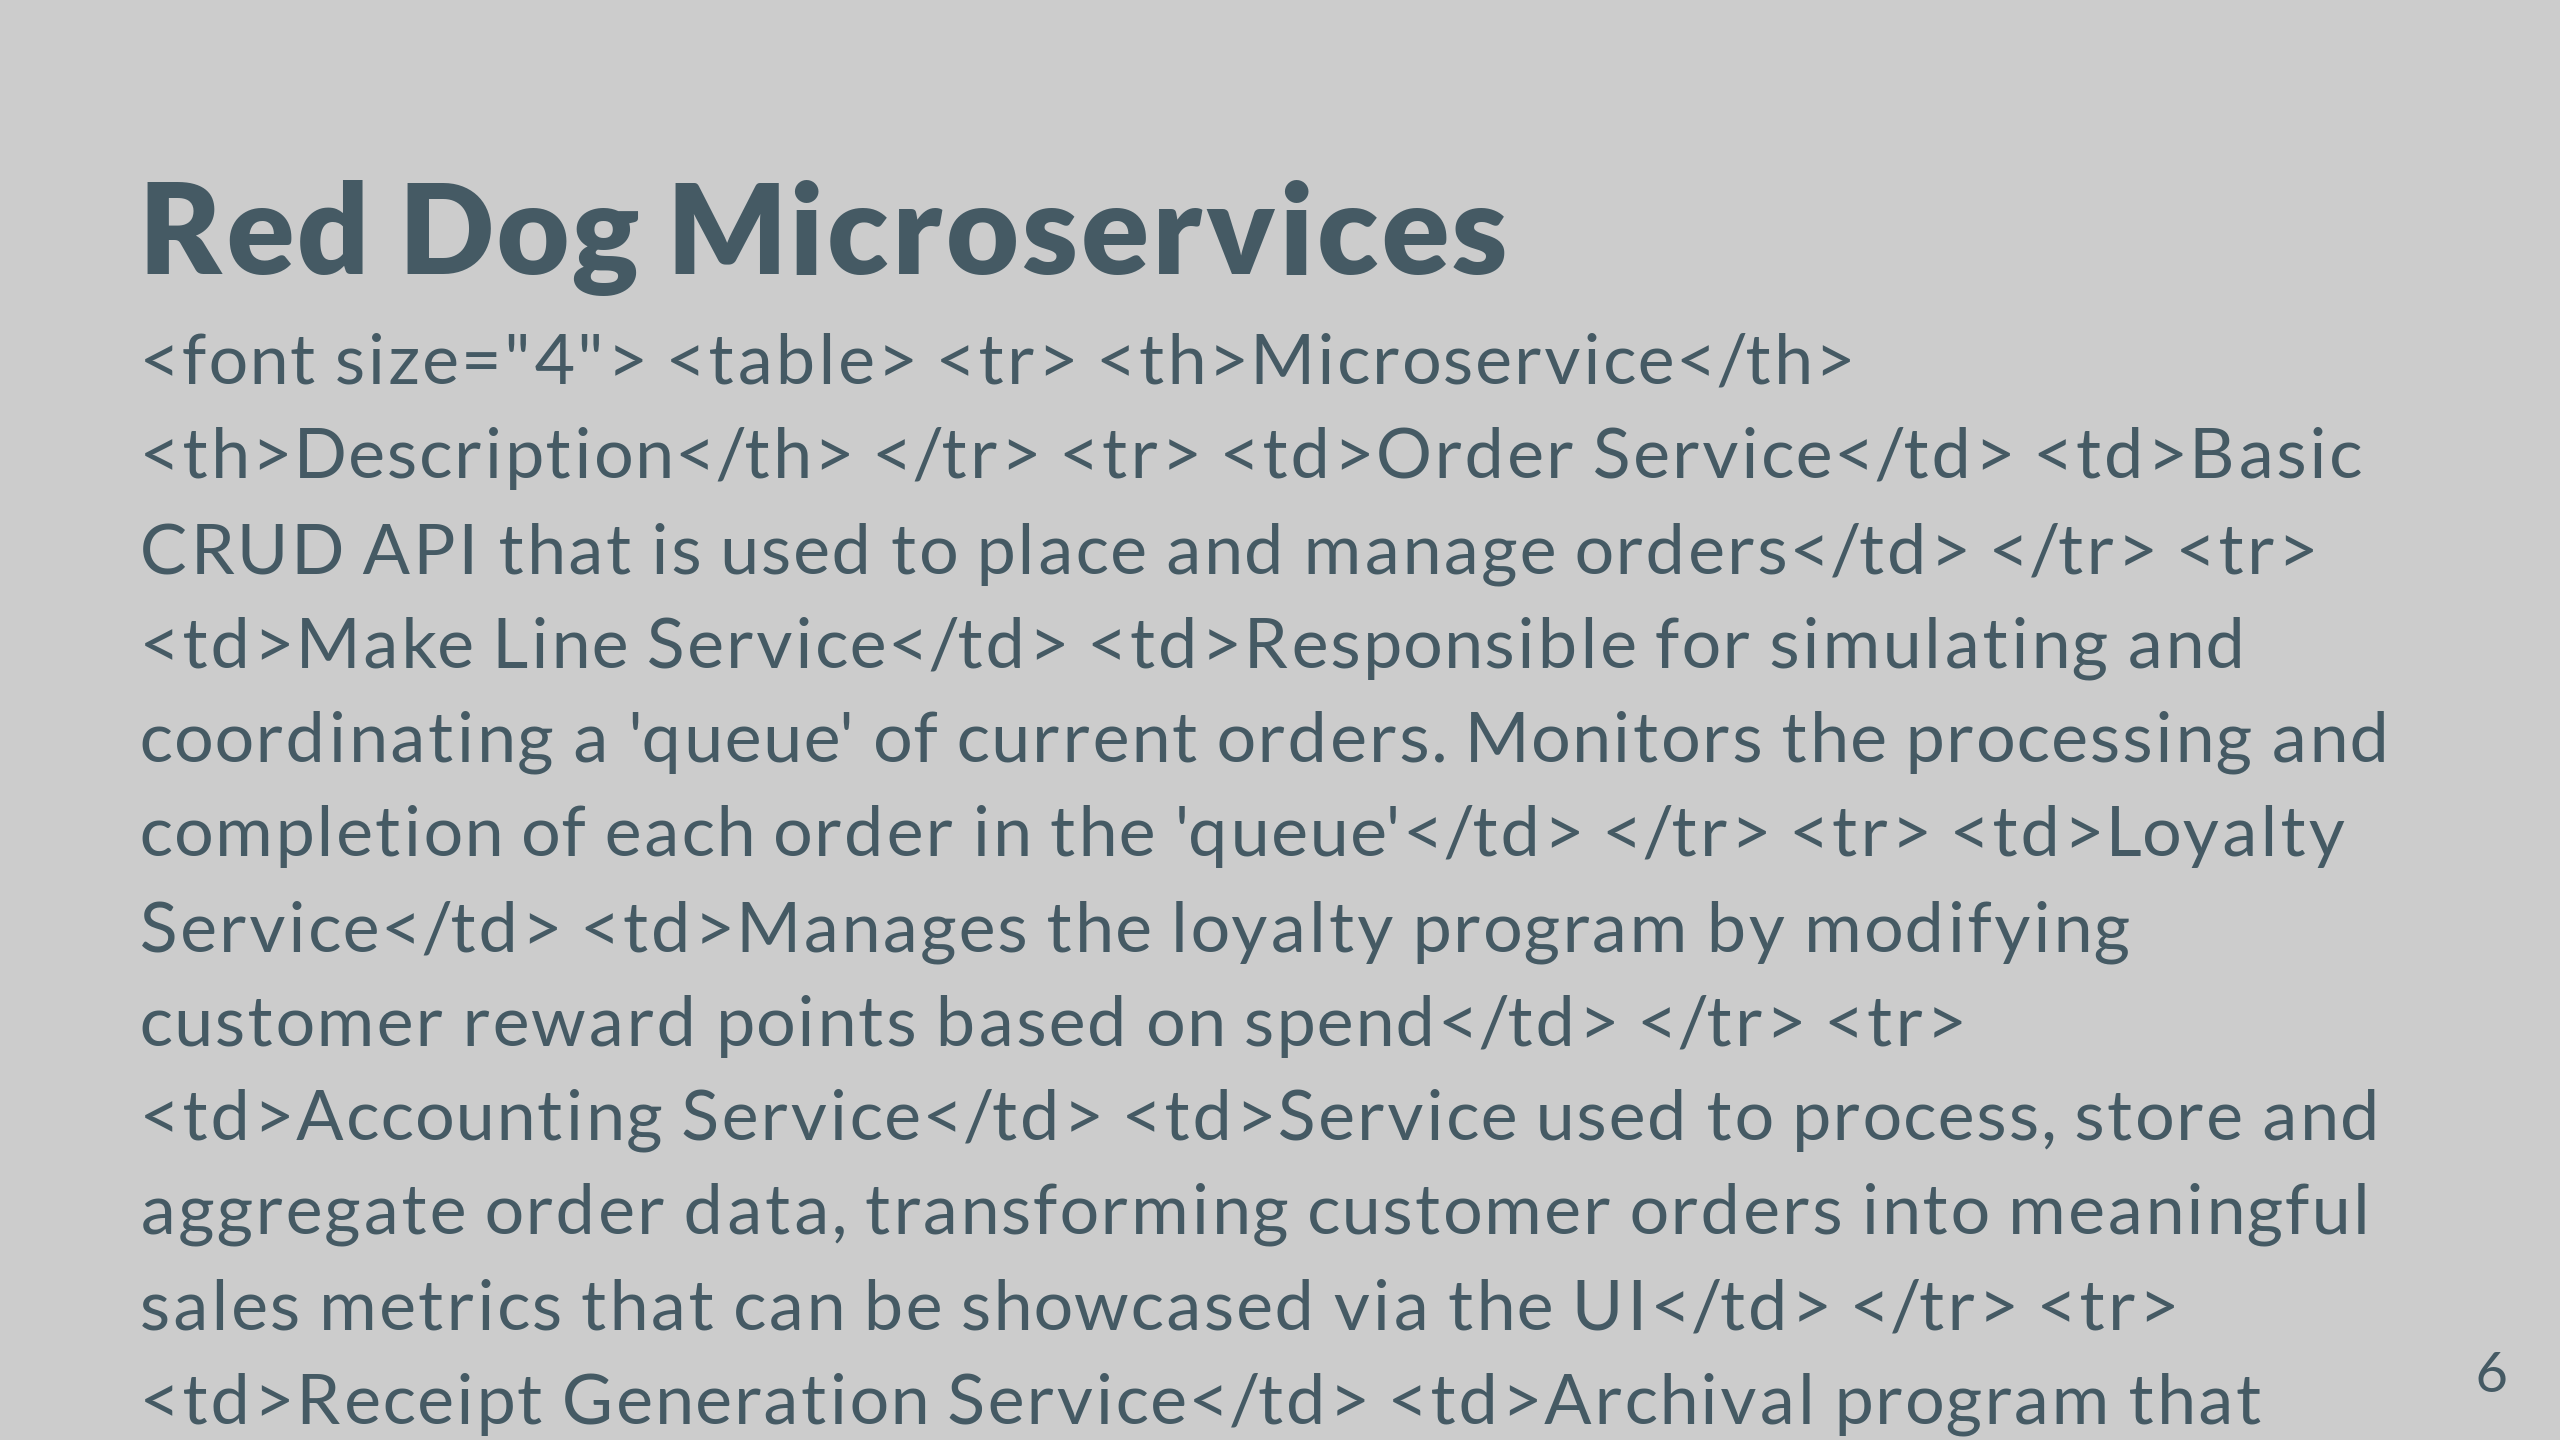 Red Dog Microservices
<font size="4"> <table> <tr> <th>Microservice</th>
<th>Description</th> </tr> <tr> <td>Order Service</td> <td>Basic
CRUD API that is used to place and manage orders</td> </tr> <tr>
<td>Make Line Service</td> <td>Responsible for simulating and
coordinating a 'queue' of current orders. Monitors the processing and
completion of each order in the 'queue'</td> </tr> <tr> <td>Loyalty
Service</td> <td>Manages the loyalty program by modifying
customer reward points based on spend</td> </tr> <tr>
<td>Accounting Service</td> <td>Service used to process, store and
aggregate order data, transforming customer orders into meaningful
sales metrics that can be showcased via the UI</td> </tr> <tr>
<td>Receipt Generation Service</td> <td>Archival program that
6